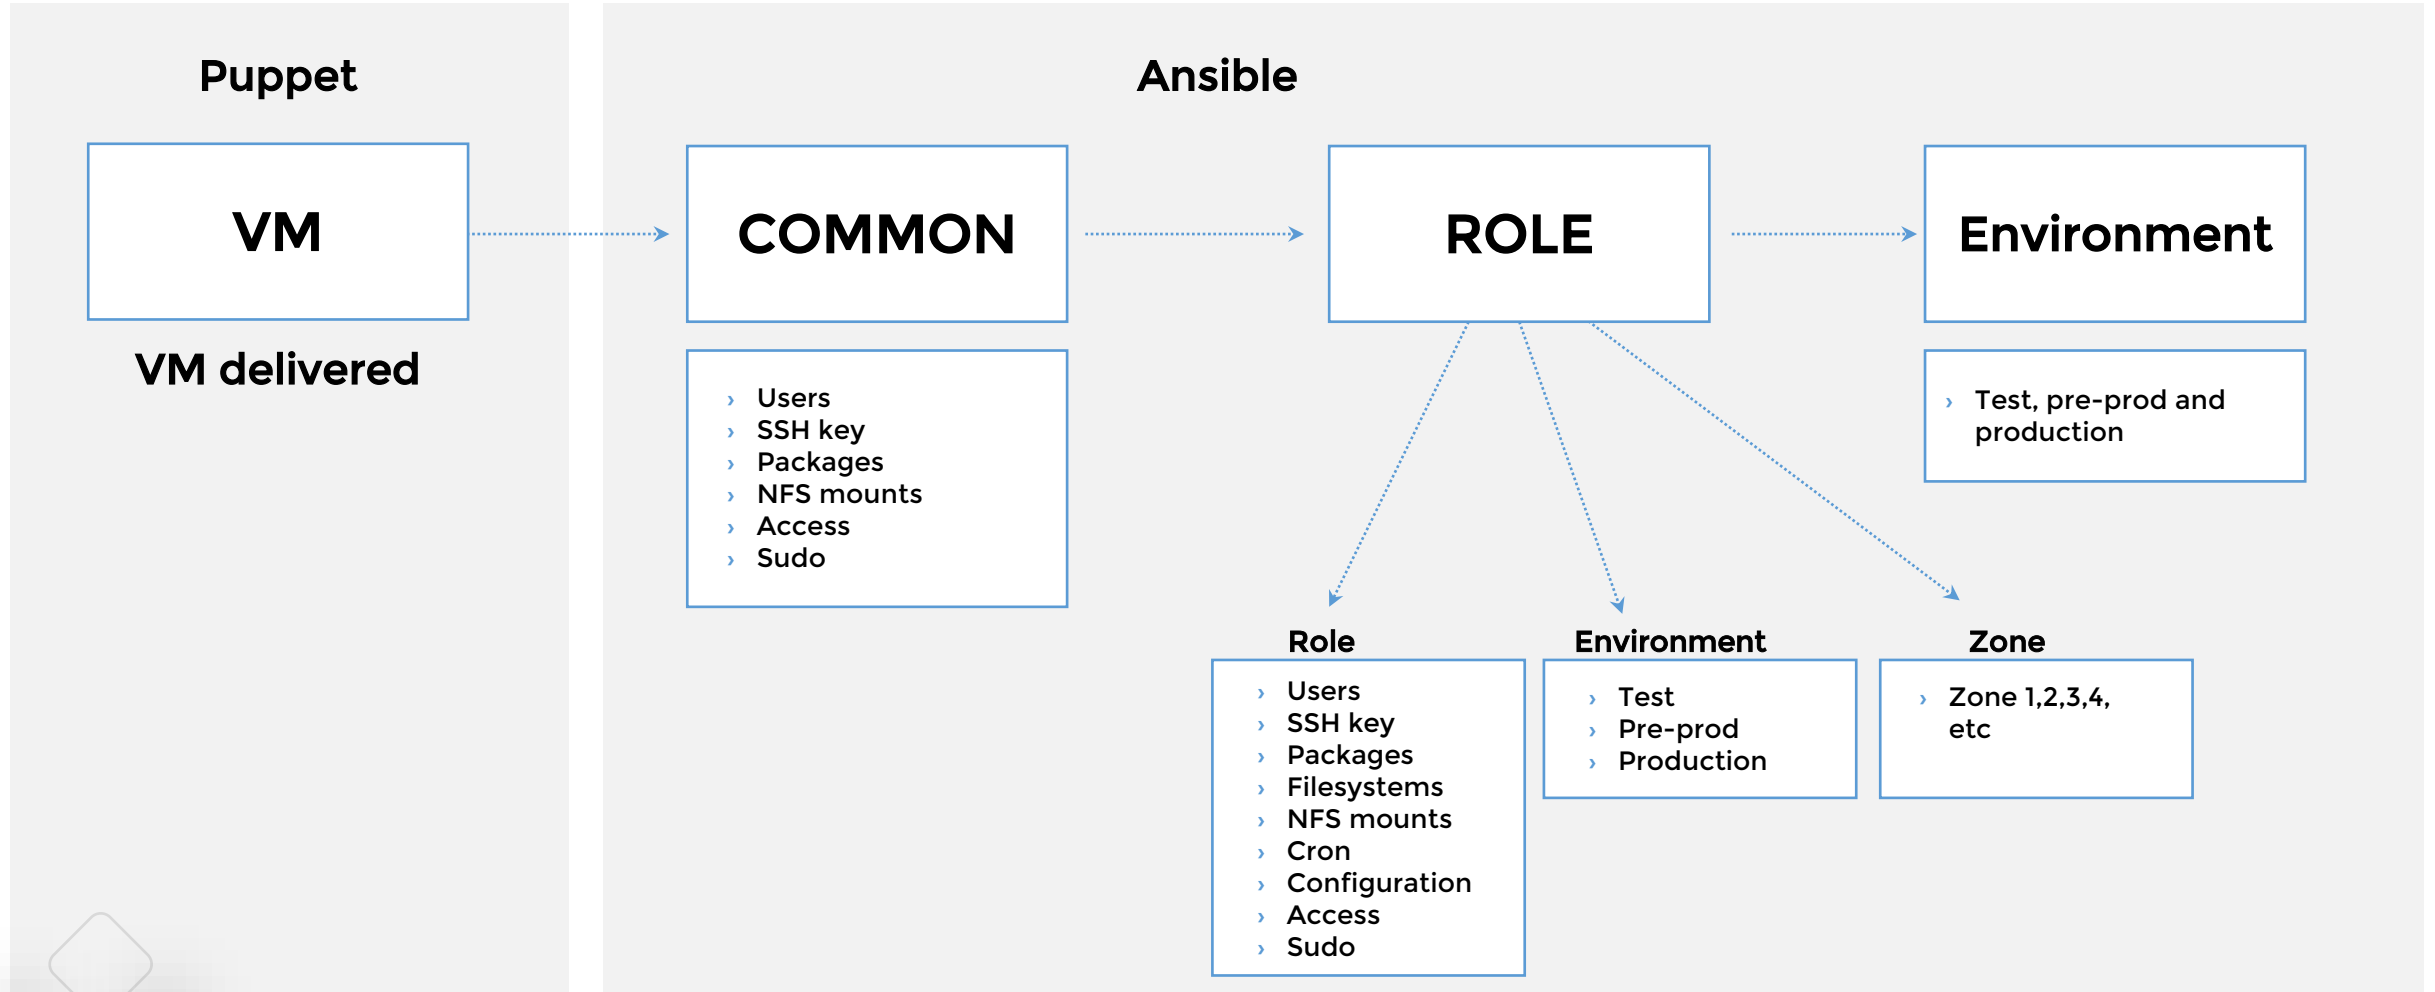 Puppet
Ansible
VM
COMMON
ROLE
Environment
VM delivered
› Users
› SSH key
› Packages
› NFS mounts
› Access
› Sudo
› Test, pre-prod and
production
Role
› Users
› SSH key
› Packages
› Filesystems
› NFS mounts
› Cron
› Configuration
› Access
› Sudo
Environment
› Test
› Pre-prod
› Production
Zone
› Zone 1,2,3,4,
etc